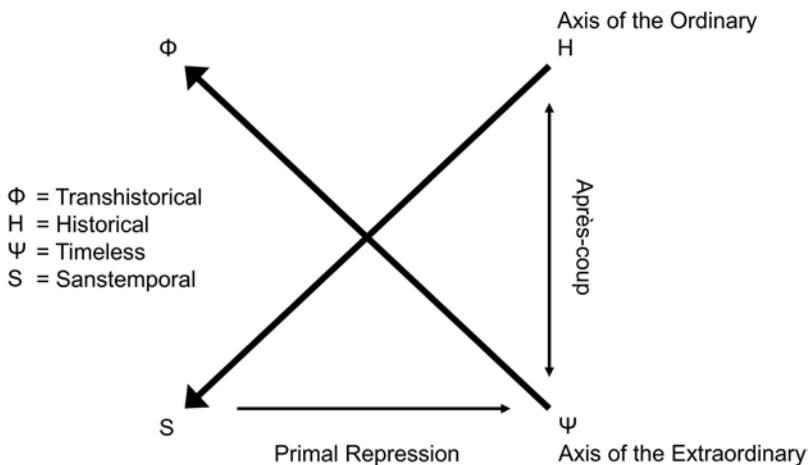 Axis of the Ordinary
Φ
H
Φ = Transhistorical
H = Historical
Ψ = Timeless
S = Sanstemporal
Après-coup
S
Ψ
Primal Repression
Axis of the Extraordinary